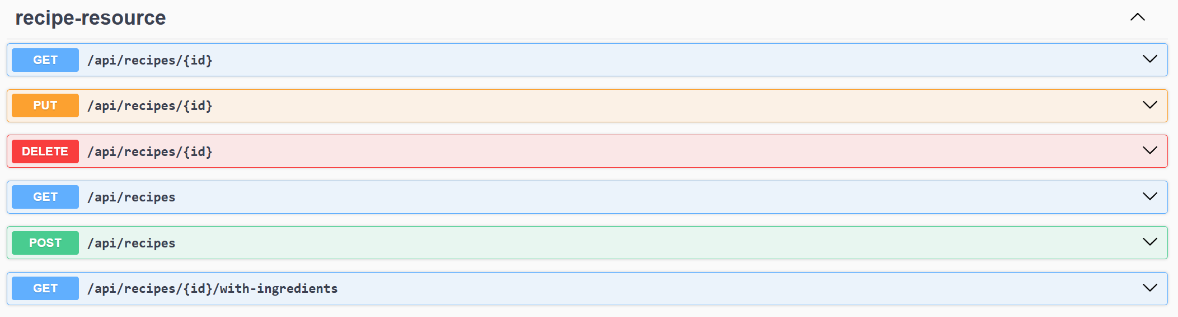 recipe-resource
GET /api/recipes/{id}
PUT /api/recipes/{id}
DELETE /api/recipes/{id}
GET /api/recipes
POST /api/recipes
GET /api/recipes/{id}/with-ingredients